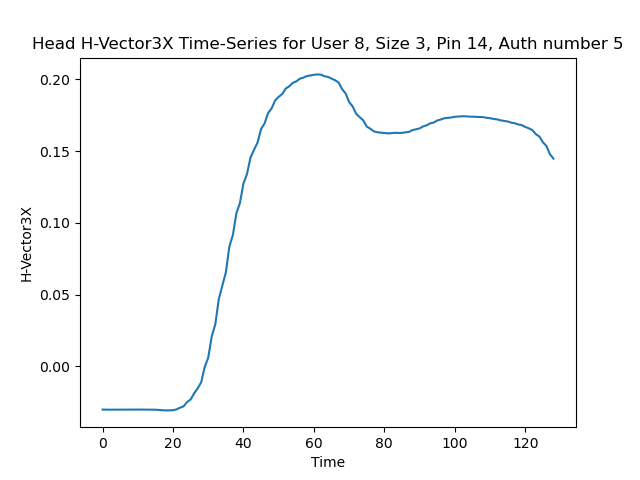 Head H-Vector3X Time-Series for User 8, Size 3, Pin 14, Auth number 5
0.20
0.15
0.10
0.05
0.00
H-Vector3X
0 20 40 60 80 100 120
Time